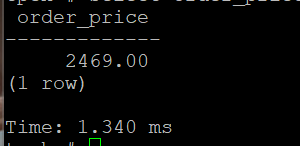 order_price
-------------
2469.00
(1 row)
Time: 1.340 ms